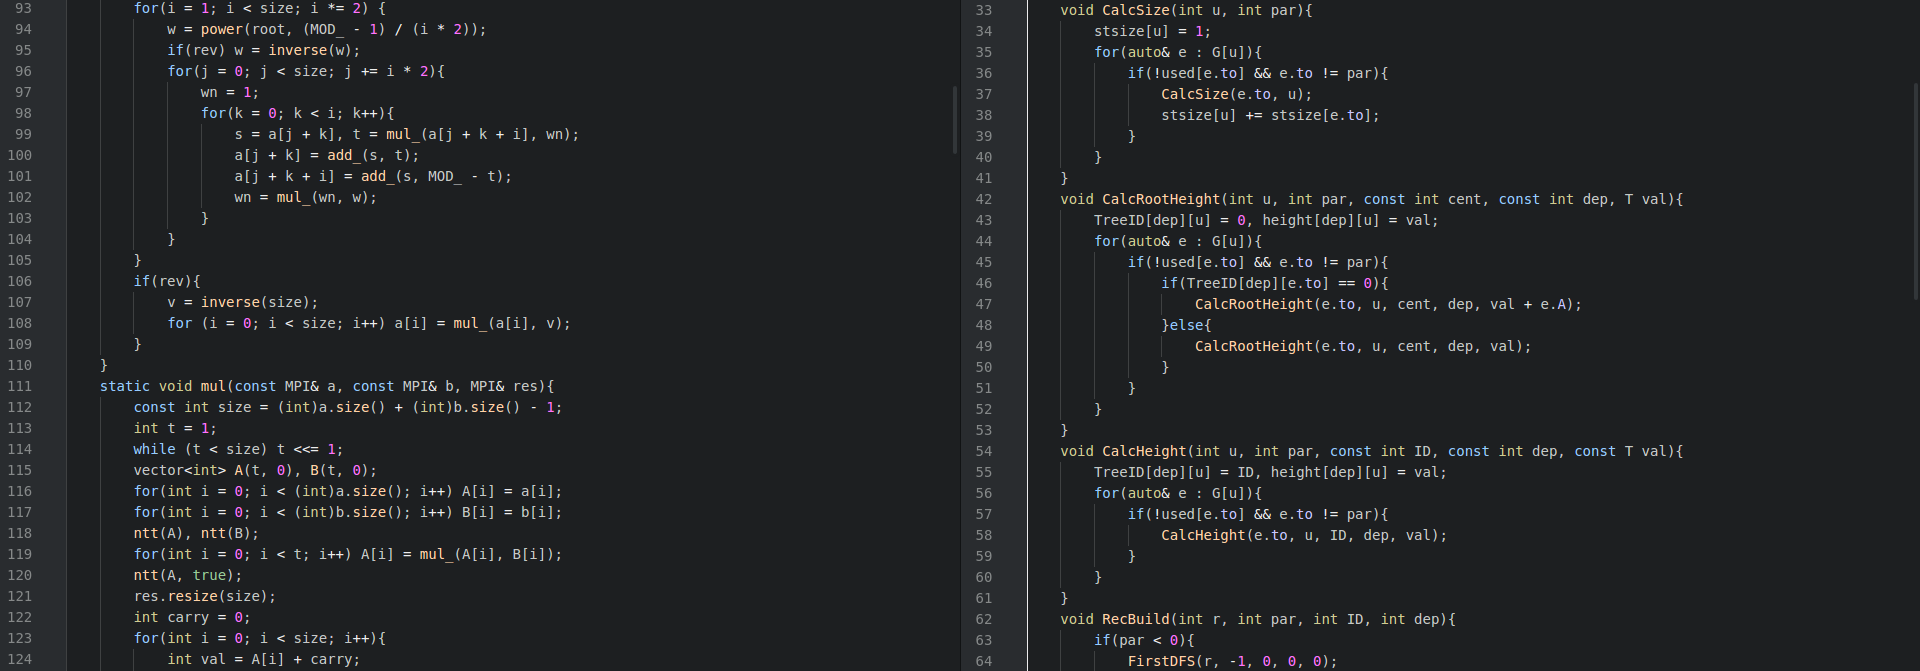 93 for(i = 1; i < size; i *= 2) {
94 w = power(root, (MOD_ - 1) / (i * 2));
95 if(rev) w = inverse(w);
96 for(j = 0; j < size; j += i * 2){
97 wn = 1;
98 for(k = 0; k < i; k++){
99 s = a[j + k], t = mul_(a[j + k + i], wn);
100 a[j + k] = add_(s, t);
101 a[j + k + i] = add_(s, MOD_ - t);
102 wn = mul_(wn, w);
103 }
104 }
105 }
106 if(rev){
107 v = inverse(size);
108 for (i = 0; i < size; i++) a[i] = mul_(a[i], v);
109 }
110 }
111 static void mul(const MPI& a, const MPI& b, MPI& res){
112 const int size = (int)a.size() + (int)b.size() - 1;
113 int t = 1;
114 while (t < size) t <<= 1;
115 vector<int> A(t, 0), B(t, 0);
116 for(int i = 0; i < (int)a.size(); i++) A[i] = a[i];
117 for(int i = 0; i < (int)b.size(); i++) B[i] = b[i];
118 ntt(A), ntt(B);
119 for(int i = 0; i < t; i++) A[i] = mul_(A[i], B[i]);
120 ntt(A, true);
121 res.resize(size);
122 int carry = 0;
123 for(int i = 0; i < size; i++){
124 int val = A[i] + carry;
33 void CalcSize(int u, int par){
34 stsize[u] = 1;
35 for(auto& e : G[u]){
36 if(!used[e.to] && e.to != par){
37 CalcSize(e.to, u);
38 stsize[u] += stsize[e.to];
39 }
40 }
41 }
42 void CalcRootHeight(int u, int par, const int cent, const int dep, T val){
43 TreeID[dep][u] = 0, height[dep][u] = val;
44 for(auto& e : G[u]){
45 if(!used[e.to] && e.to != par){
46 if(TreeID[dep][e.to] == 0){
47 CalcRootHeight(e.to, u, cent, dep, val + e.A);
48 }else{
49 CalcRootHeight(e.to, u, cent, dep, val);
50 }
51 }
52 }
53 }
54 void CalcHeight(int u, int par, const int ID, const int dep, const T val){
55 TreeID[dep][u] = ID, height[dep][u] = val;
56 for(auto& e : G[u]){
57 if(!used[e.to] && e.to != par){
58 CalcHeight(e.to, u, ID, dep, val);
59 }
60 }
61 }
62 void RecBuild(int r, int par, int ID, int dep){
63 if(par < 0){
64 FirstDFS(r, -1, 0, 0, 0);